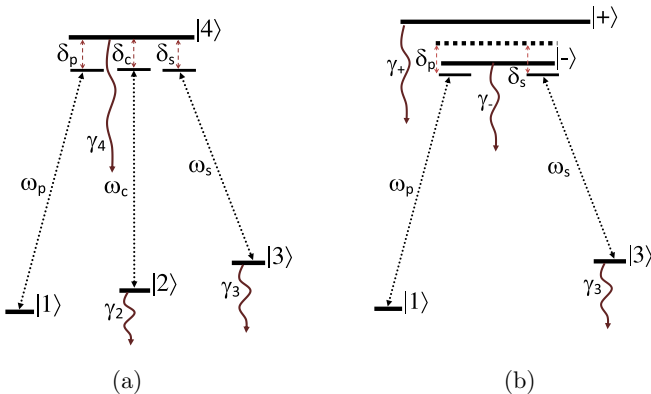 |4⟩
δp δc δs
γ4
ωp ωc ωs
|3⟩
|2⟩
|1⟩
γ2 γ3
(a)
|+⟩
|-⟩
δp δs
γ+ γ-
ωp ωs
|3⟩
|1⟩
γ3
(b)